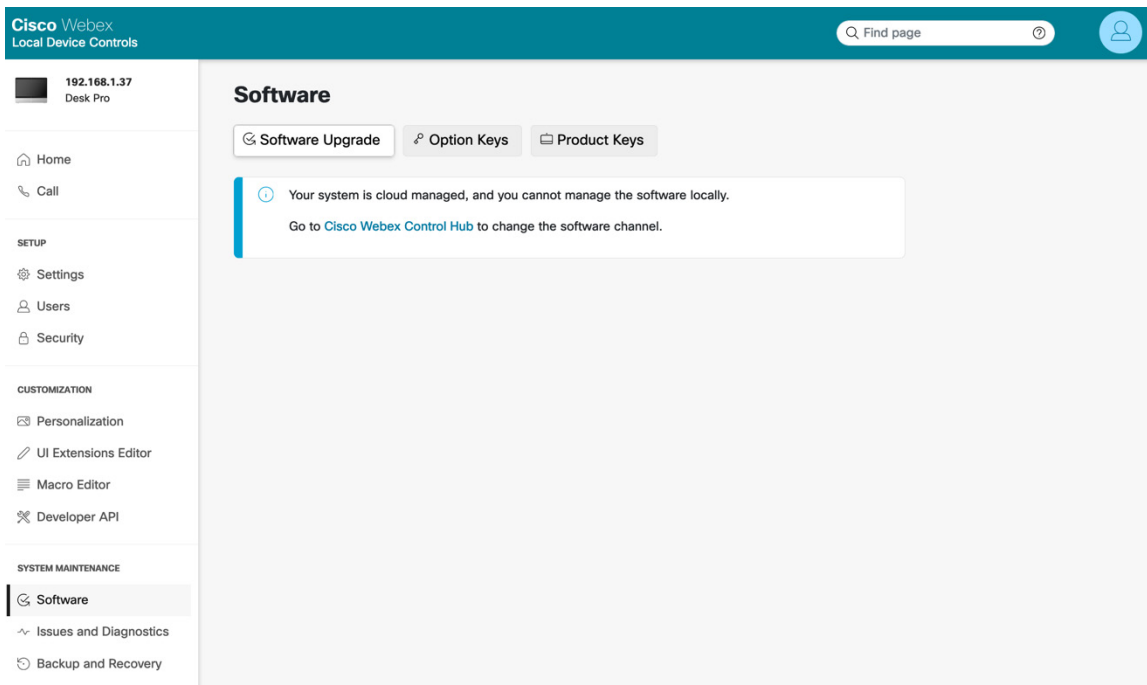 Cisco Webex
Local Device Controls
Find page
192.168.1.37
Desk Pro
Home
Call
SETUP
Settings
Users
Security
CUSTOMIZATION
Personalization
UI Extensions Editor
Macro Editor
Developer API
SYSTEM MAINTENANCE
Software
Issues and Diagnostics
Backup and Recovery
Software
Software Upgrade
Option Keys
Product Keys
Your system is cloud managed, and you cannot manage the software locally.
Go to Cisco Webex Control Hub to change the software channel.